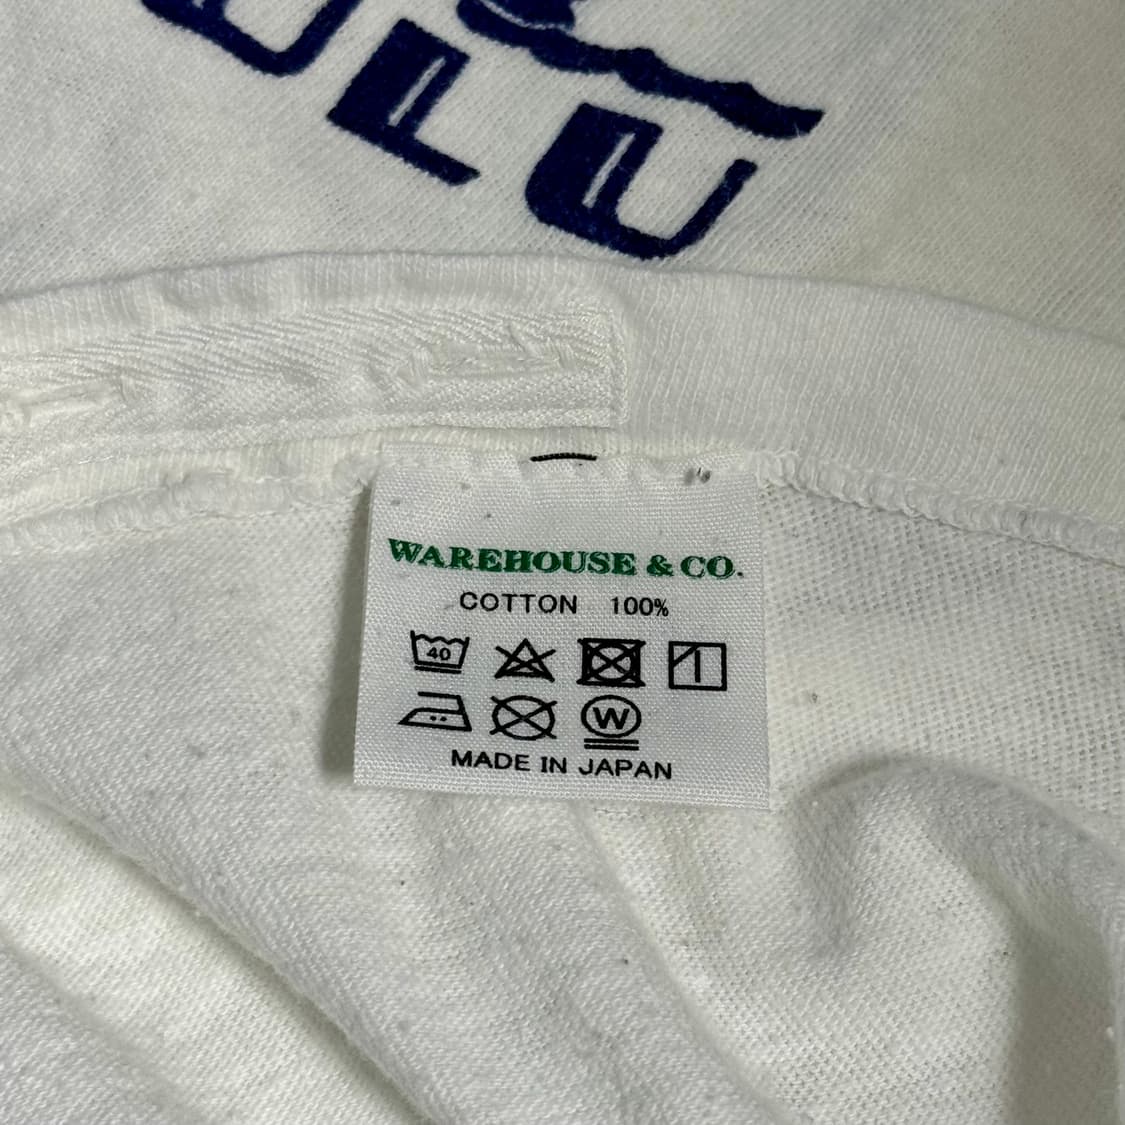 WAREHOUSE & CO.
COTTON 100%
40
W
MADE IN JAPAN